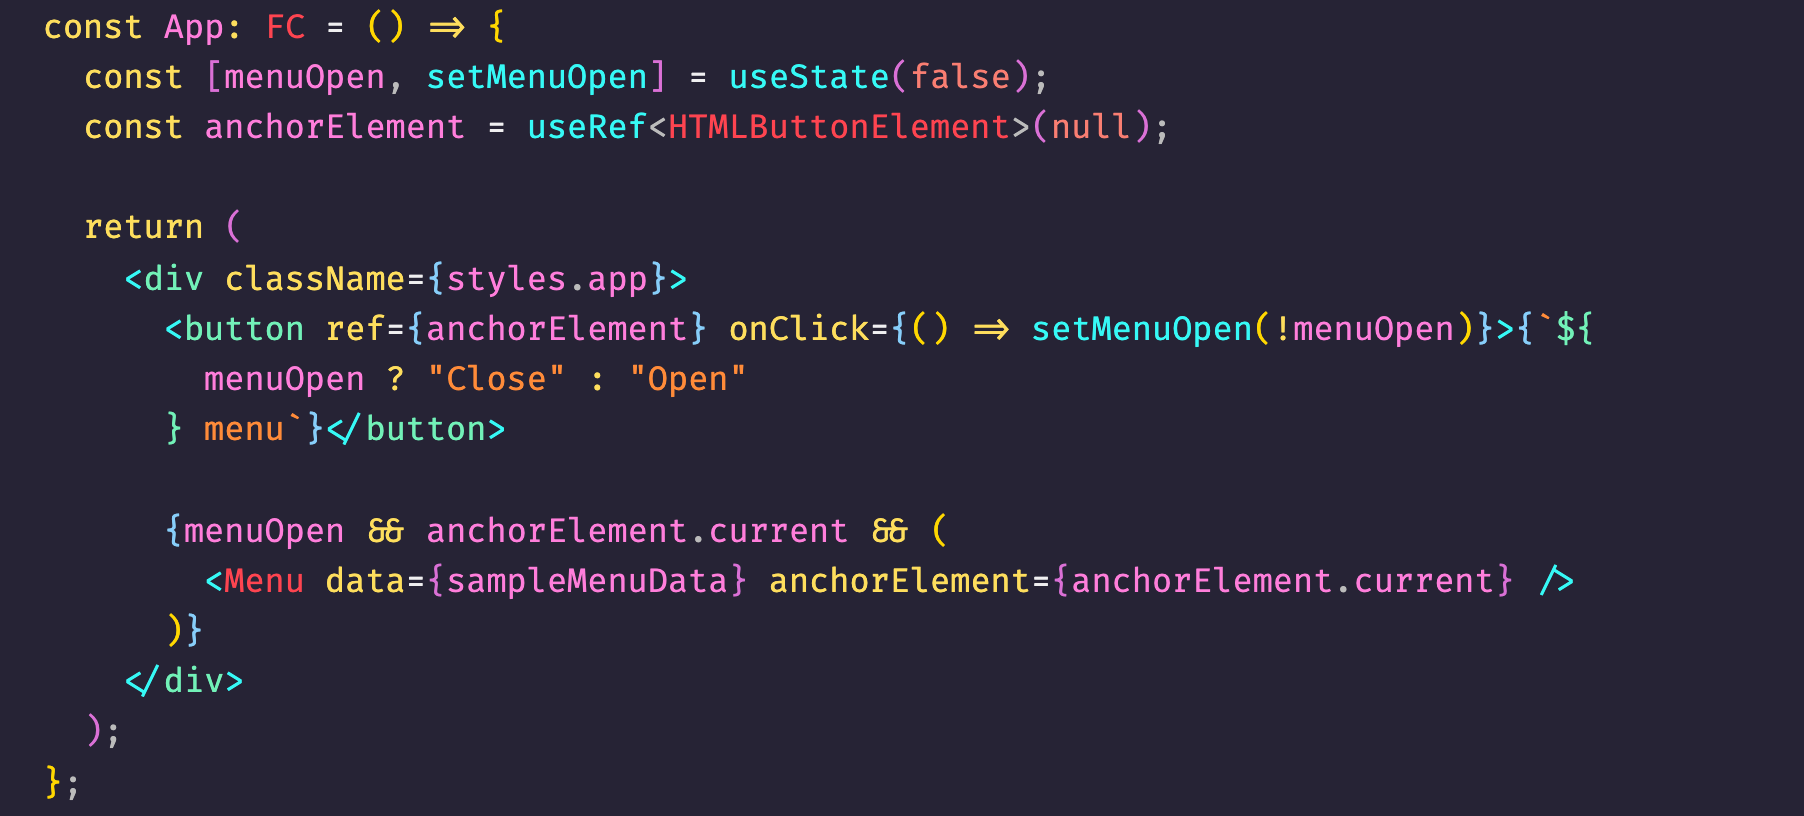 const App: FC = () => {
const [menuOpen, setMenuOpen] = useState(false);
const anchorElement = useRef<HTMLButtonElement>(null);
return (
<div className={styles.app}>
<button ref={anchorElement} onClick={() => setMenuOpen(!menuOpen)}>{`${
menuOpen ? "Close" : "Open"
} menu`}</button>
{menuOpen && anchorElement.current && (
<Menu data={sampleMenuData} anchorElement={anchorElement.current} />
)}
</div>
);
};